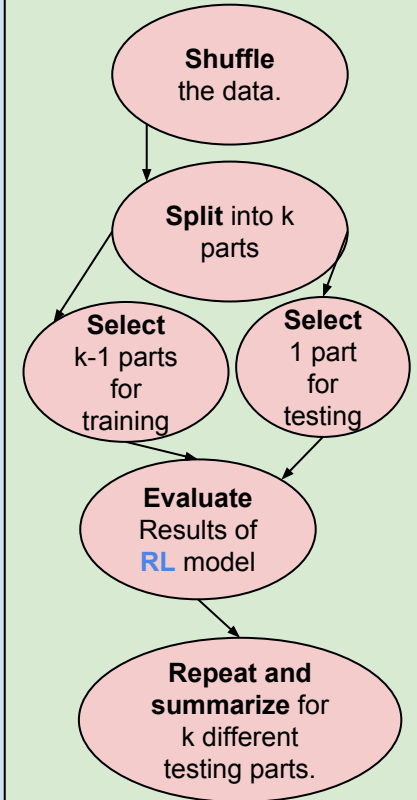 Shuffle
the data.
Split into k
parts
Select
k-1 parts
for
training
Select
1 part
for
testing
Evaluate
Results of
RL model
Repeat and
summarize for
k different
testing parts.